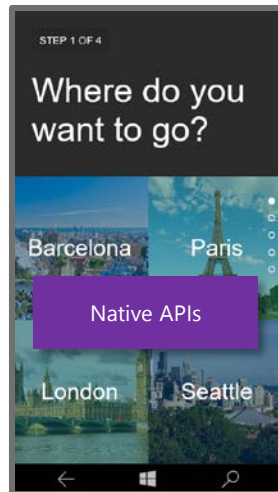 STEP 1 OF 4
Where do you
want to go?
Barcelona
Paris
Native APIs
London
Seattle